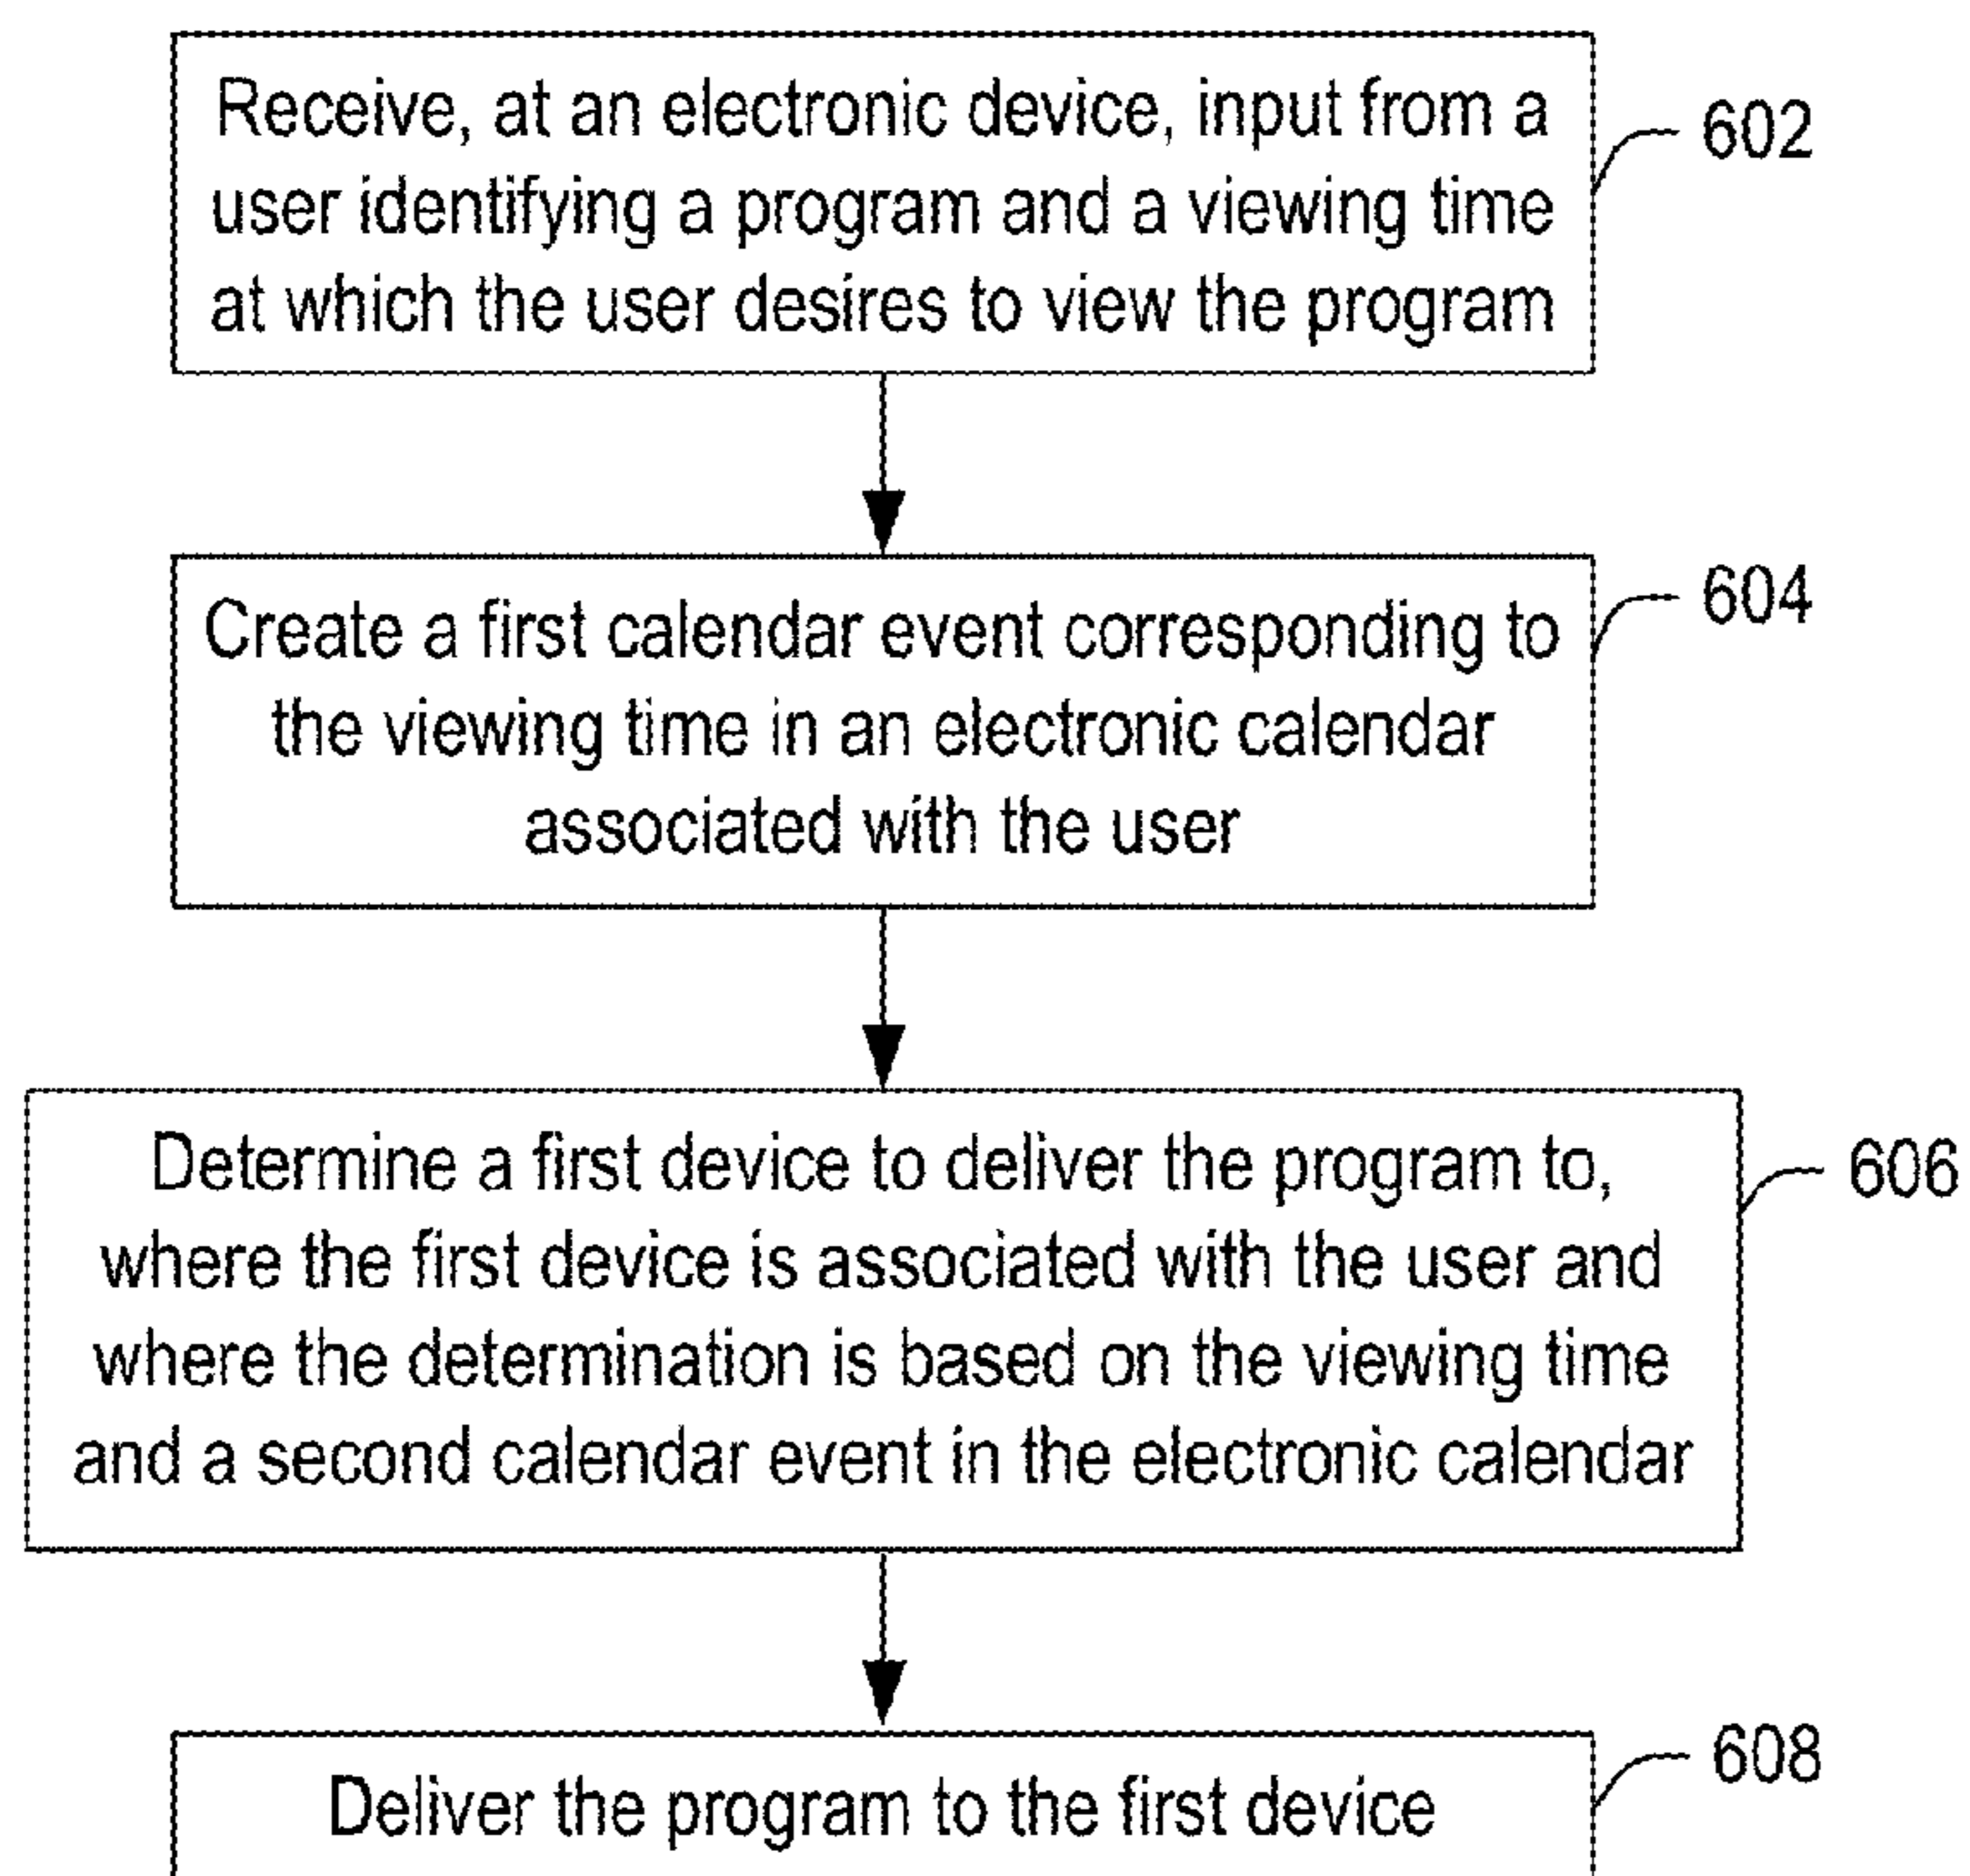 Receive, at an electronic device, input from a
user identifying a program and a viewing time
at which the user desires to view the program
602
Create a first calendar event corresponding to
the viewing time in an electronic calendar
associated with the user
604
Determine a first device to deliver the program to,
where the first device is associated with the user and
where the determination is based on the viewing time
and a second calendar event in the electronic calendar
606
Deliver the program to the first device
608